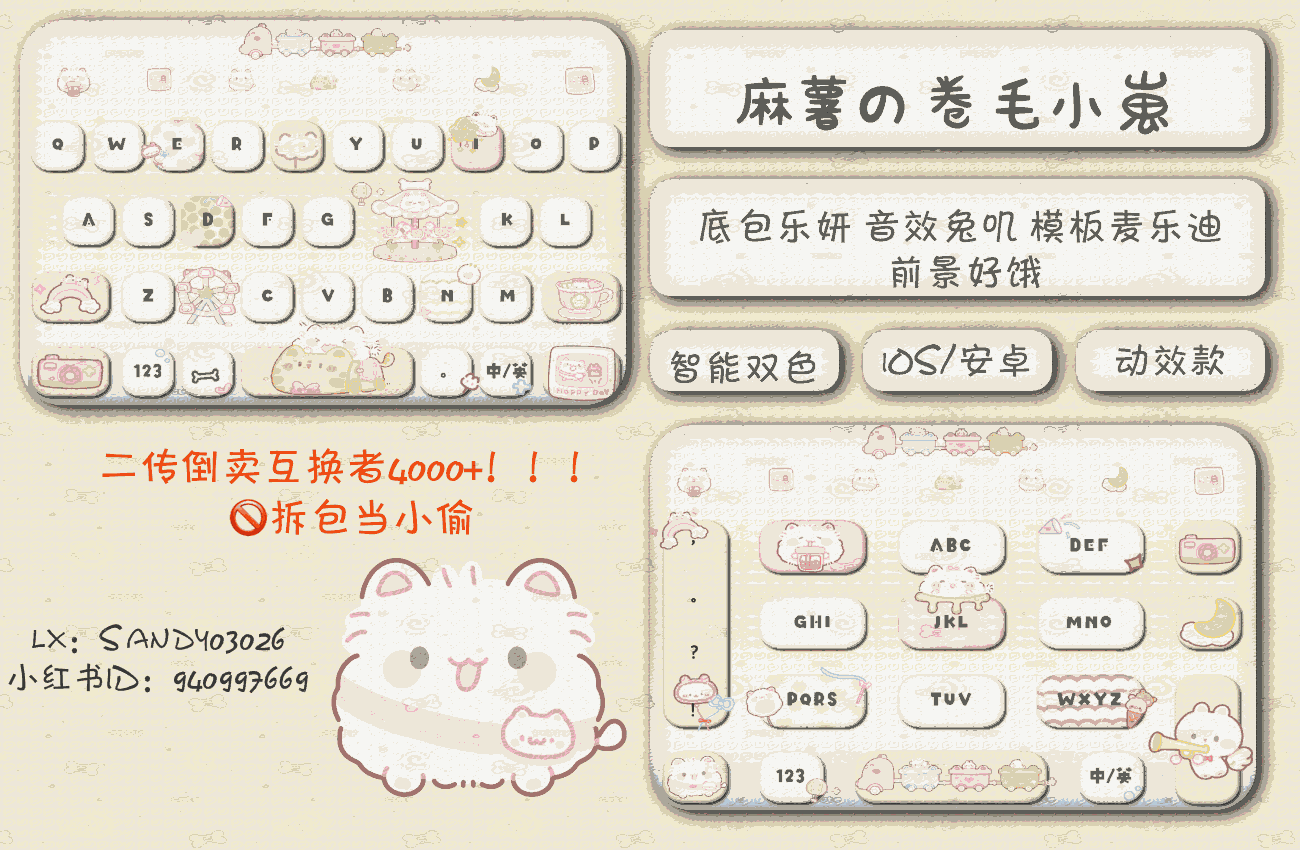 Q W E R Y U I O P
A S D F G K L
Z C V B N M
123 。 中/英
HAPPY DAY
麻薯の卷毛小崽
底包乐妍 音效兔叽 模板麦乐迪
前景好饿
智能双色
iOS/安卓
动效款
二传倒卖互换者4000+！！！
🚫拆包当小偷
LX：SANDY03026
小红书ID：940997669
， ABC DEF
。 GHI JKL MNO
?
! PQRS TUV WXYZ
123 中/英